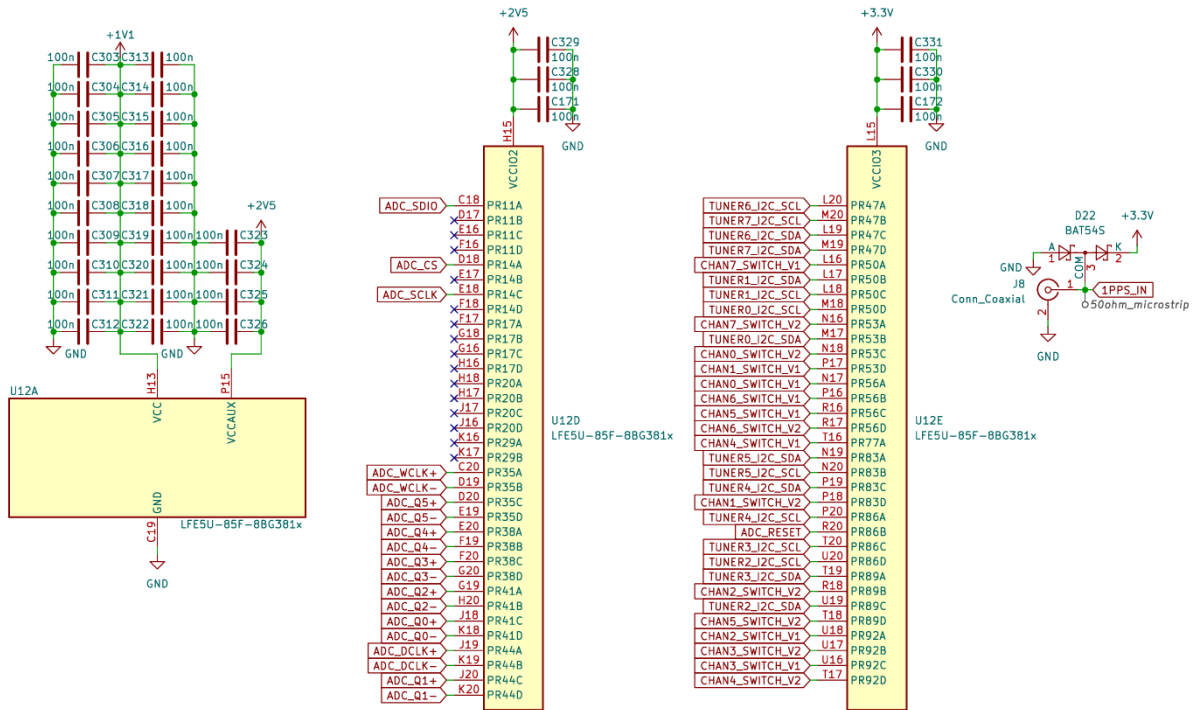 +1V1
100n C303 C313 100n
100n C304 C314 100n
100n C305 C315 100n
100n C306 C316 100n
100n C307 C317 100n
100n C308 C318 100n
100n C309 C319 100n 100n C323
100n C310 C320 100n 100n C324
100n C311 C321 100n 100n C325
100n C312 C322 100n 100n C326
+2V5
GND
GND
U12A
H13
P15
VCC
VCCAUX
GND
LFE5U-85F-8BG381x
C19
GND
+2V5
C329
100n
C328
100n
C171
100n
GND
H15
VCCIO2
ADC_SDIO C18 PR11A
D17 PR11B
E16 PR11C
F16 PR11D
ADC_CS D18 PR14A
E17 PR14B
ADC_SCLK E18 PR14C
F18 PR14D
F17 PR17A
G18 PR17B
G16 PR17C
H16 PR17D
H18 PR20A
H17 PR20B
J17 PR20C
J16 PR20D
K16 PR29A
K17 PR29B
ADC_WCLK+ C20 PR35A
ADC_WCLK- D19 PR35B
ADC_Q5+ D20 PR35C
ADC_Q5- E19 PR35D
ADC_Q4+ E20 PR38A
ADC_Q4- F19 PR38B
ADC_Q3+ F20 PR38C
ADC_Q3- G20 PR38D
ADC_Q2+ G19 PR41A
ADC_Q2- H20 PR41B
ADC_Q0+ J18 PR41C
ADC_Q0- K18 PR41D
ADC_DCLK+ J19 PR44A
ADC_DCLK- K19 PR44B
ADC_Q1+ J20 PR44C
ADC_Q1- K20 PR44D
U12D
LFE5U-85F-8BG381x
+3.3V
C331
100n
C330
100n
C172
100n
GND
L15
VCCIO3
TUNER6_I2C_SCL L20 PR47A
TUNER7_I2C_SCL M20 PR47B
TUNER6_I2C_SDA L19 PR47C
TUNER7_I2C_SDA M19 PR47D
CHAN7_SWITCH_V1 L16 PR50A
TUNER1_I2C_SDA L17 PR50B
TUNER1_I2C_SCL L18 PR50C
TUNER0_I2C_SCL M18 PR50D
CHAN7_SWITCH_V2 N16 PR53A
TUNER0_I2C_SDA M17 PR53B
CHAN0_SWITCH_V2 N18 PR53C
CHAN1_SWITCH_V1 P17 PR53D
CHAN0_SWITCH_V1 N17 PR56A
CHAN6_SWITCH_V1 P16 PR56B
CHAN5_SWITCH_V1 R16 PR56C
CHAN6_SWITCH_V2 R17 PR56D
CHAN4_SWITCH_V1 T16 PR77A
TUNER5_I2C_SDA N19 PR83A
TUNER5_I2C_SCL N20 PR83B
TUNER4_I2C_SDA P19 PR83C
CHAN1_SWITCH_V2 P18 PR83D
TUNER4_I2C_SCL P20 PR86A
ADC_RESET R20 PR86B
TUNER3_I2C_SCL T20 PR86C
TUNER2_I2C_SCL U20 PR86D
TUNER3_I2C_SDA T19 PR89A
CHAN2_SWITCH_V2 R18 PR89B
TUNER2_I2C_SDA U19 PR89C
CHAN5_SWITCH_V2 T18 PR89D
CHAN2_SWITCH_V1 U18 PR92A
CHAN3_SWITCH_V2 U17 PR92B
CHAN3_SWITCH_V1 U16 PR92C
CHAN4_SWITCH_V2 T17 PR92D
U12E
LFE5U-85F-8BG381x
D22
BAT54S
+3.3V
A
1
K
2
COM
3
GND
J8
Conn_Coaxial
1
2
1PPS_IN
50ohm_microstrip
GND